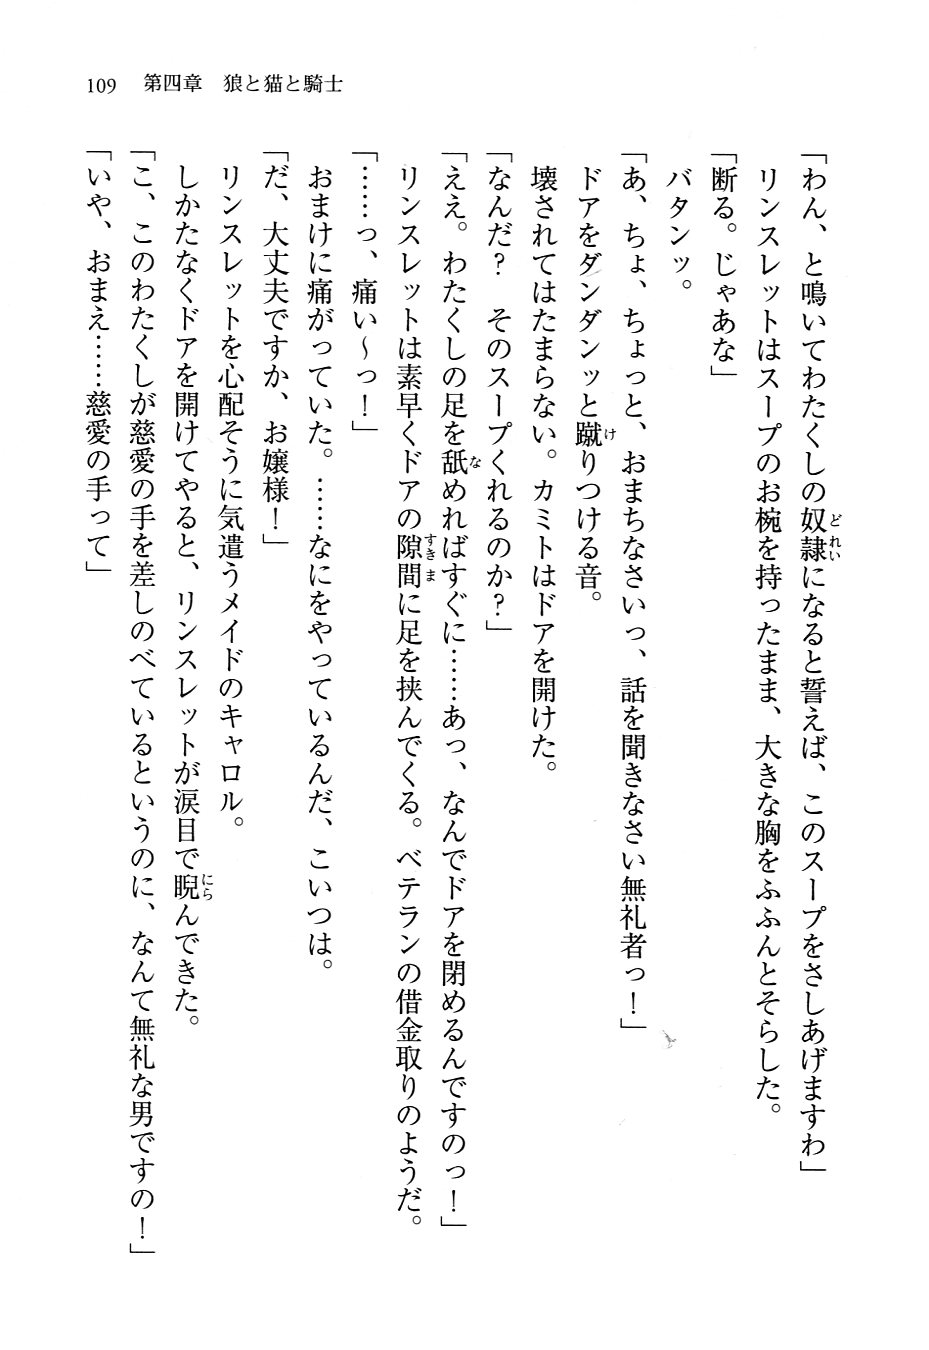 109 第四章 狼と猫と騎士
「わん、と鳴いてわたくしの奴隷になると誓えば、このスープをさしあげますわ」
リンスレットはスープのお椀を持ったまま、大きな胸をふふんとそらした。
「断る。じゃあな」
バタンッ。
「あ、ちょ、ちょっと、おまちなさいっ、話を聞きなさい無礼者っ！」
ドアをダンダンッと蹴りつける音。
壊されてはたまらない。カミトはドアを開けた。
「なんだ？　そのスープくれるのか？」
「ええ。わたくしの足を舐めればすぐに……あっ、なんでドアを閉めるんですのっ！」
リンスレットは素早くドアの隙間に足を挟んでくる。ベテランの借金取りのようだ。
「……っ、痛い～っ！」
おまけに痛がっていた。……なにをやっているんだ、こいつは。
「だ、大丈夫ですか、お嬢様！」
リンスレットを心配そうに気遣うメイドのキャロル。
しかたなくドアを開けてやると、リンスレットが涙目で睨んできた。
「こ、このわたくしが慈愛の手を差しのべているというのに、なんて無礼な男ですの！」
「いや、おまえ……慈愛の手って」